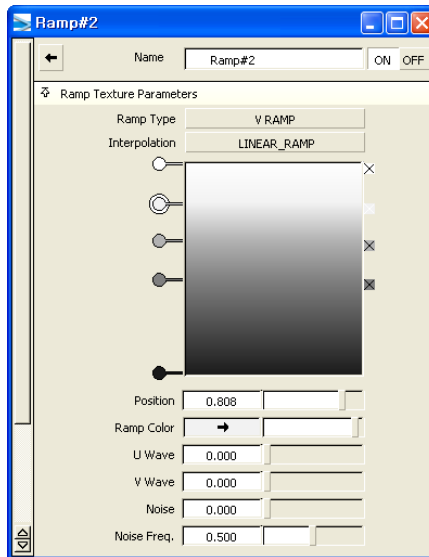 Ramp#2
Name Ramp#2 ON OFF
Ramp Texture Parameters
Ramp Type V RAMP
Interpolation LINEAR_RAMP
Position 0.808
Ramp Color
U Wave 0.000
V Wave 0.000
Noise 0.000
Noise Freq. 0.500